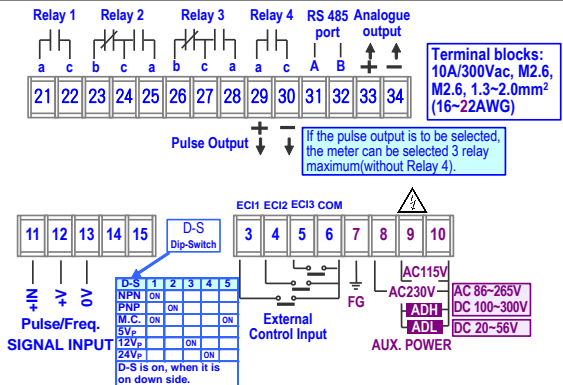 Relay 1 Relay 2 Relay 3 Relay 4 RS 485 port Analogue output
a c b c a b c a a c A B + −
21 22 23 24 25 26 27 28 29 30 31 32 33 34
Terminal blocks:
10A/300Vac, M2.6,
M2.6, 1.3~2.0mm²
(16~22AWG)
Pulse Output + −
If the pulse output is to be selected,
the meter can be selected 3 relay
maximum(without Relay 4).
ECI1 ECI2 ECI3 COM
11 12 13 14 15
D-S
Dip-Switch
3 4 5 6 7 8 9 10
+IN +V 0V
Pulse/Freq.
SIGNAL INPUT
D-S 1 2 3 4 5
NPN ON
PNP ON
M.C. ON ON
5VP
12VP ON
24VP ON
D-S is on, when it is
on down side.
External
Control Input
FG
AC115V
AC230V
ADH
ADL
AC 86~265V
DC 100~300V
DC 20~56V
AUX. POWER